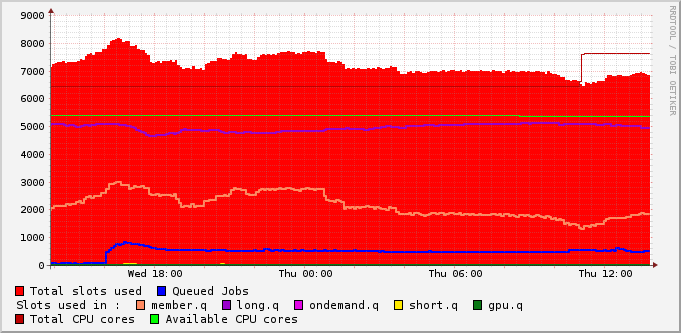 9000
8000
7000
6000
5000
4000
3000
2000
1000
0
Wed 18:00 Thu 00:00 Thu 06:00 Thu 12:00
Total slots used Queued Jobs
Slots used in : member.q long.q ondemand.q short.q gpu.q
Total CPU cores Available CPU cores
RRDTOOL / TOBI OETIKER